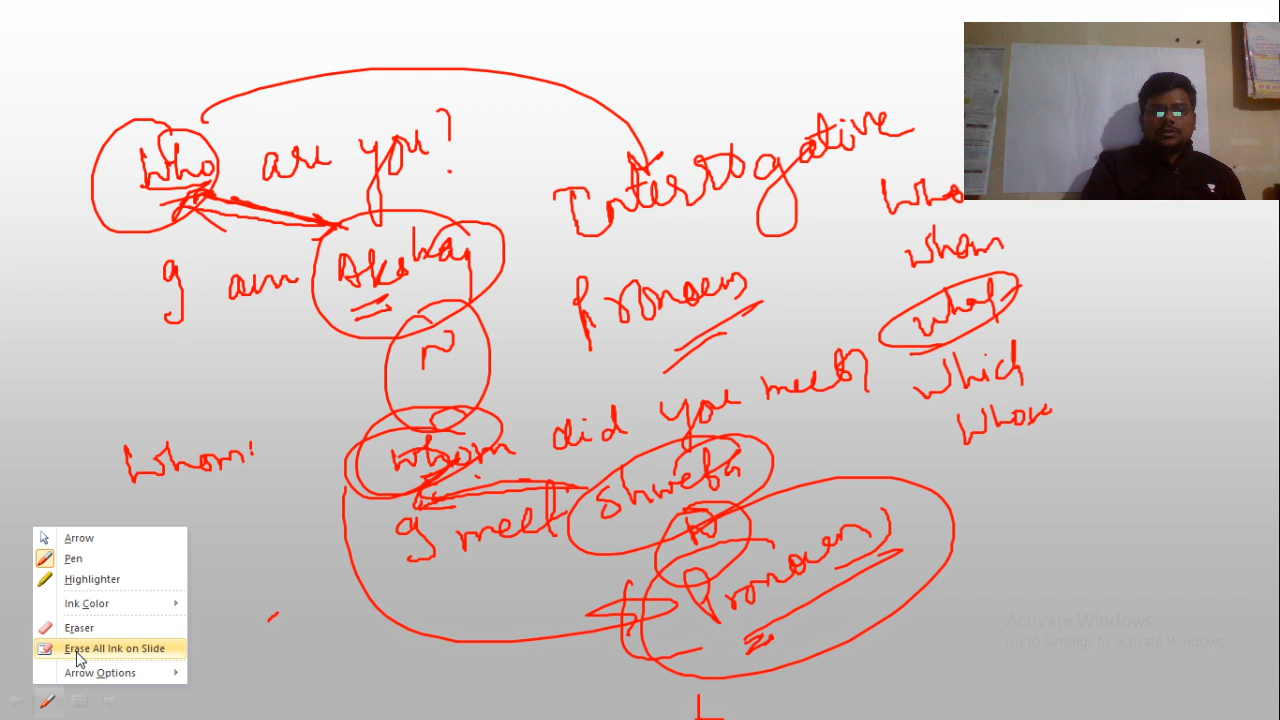 Who are you?
I am Akshay
N
Interrogative
Pronoun
Who
whom
what
which
whose
Whom:
whom did you meet?
I meet Shweta
N
Pronoun
Arrow
Pen
Highlighter
Ink Color
Eraser
Erase All Ink on Slide
Arrow Options
Activate Windows
Go to Settings to activate Windows.